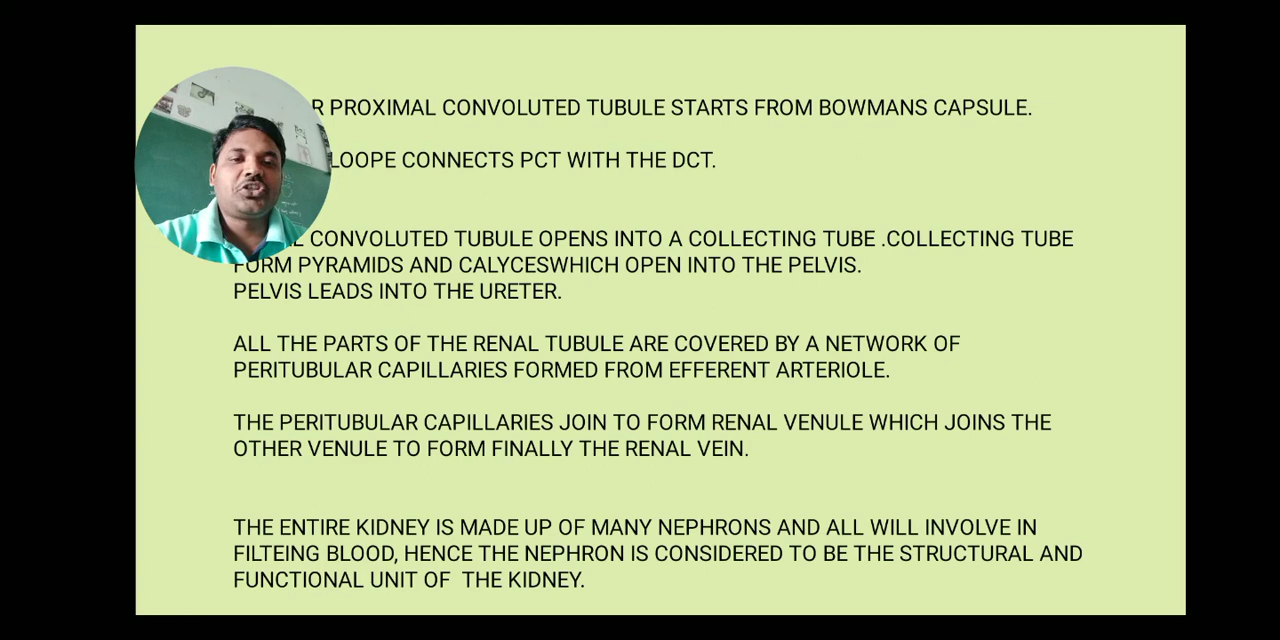 R PROXIMAL CONVOLUTED TUBULE STARTS FROM BOWMANS CAPSULE.
LOOPE CONNECTS PCT WITH THE DCT.
CONVOLUTED TUBULE OPENS INTO A COLLECTING TUBE .COLLECTING TUBE
FORM PYRAMIDS AND CALYCESWHICH OPEN INTO THE PELVIS.
PELVIS LEADS INTO THE URETER.
ALL THE PARTS OF THE RENAL TUBULE ARE COVERED BY A NETWORK OF
PERITUBULAR CAPILLARIES FORMED FROM EFFERENT ARTERIOLE.
THE PERITUBULAR CAPILLARIES JOIN TO FORM RENAL VENULE WHICH JOINS THE
OTHER VENULE TO FORM FINALLY THE RENAL VEIN.
THE ENTIRE KIDNEY IS MADE UP OF MANY NEPHRONS AND ALL WILL INVOLVE IN
FILTEING BLOOD, HENCE THE NEPHRON IS CONSIDERED TO BE THE STRUCTURAL AND
FUNCTIONAL UNIT OF  THE KIDNEY.